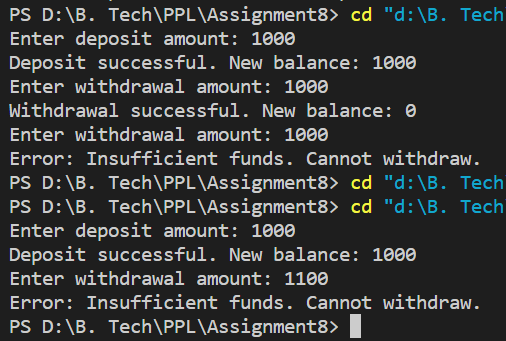 PS D:\B. Tech\PPL\Assignment8> cd "d:\B. Tech
Enter deposit amount: 1000
Deposit successful. New balance: 1000
Enter withdrawal amount: 1000
Withdrawal successful. New balance: 0
Enter withdrawal amount: 1000
Error: Insufficient funds. Cannot withdraw.
PS D:\B. Tech\PPL\Assignment8> cd "d:\B. Tech
PS D:\B. Tech\PPL\Assignment8> cd "d:\B. Tech
Enter deposit amount: 1000
Deposit successful. New balance: 1000
Enter withdrawal amount: 1100
Error: Insufficient funds. Cannot withdraw.
PS D:\B. Tech\PPL\Assignment8>